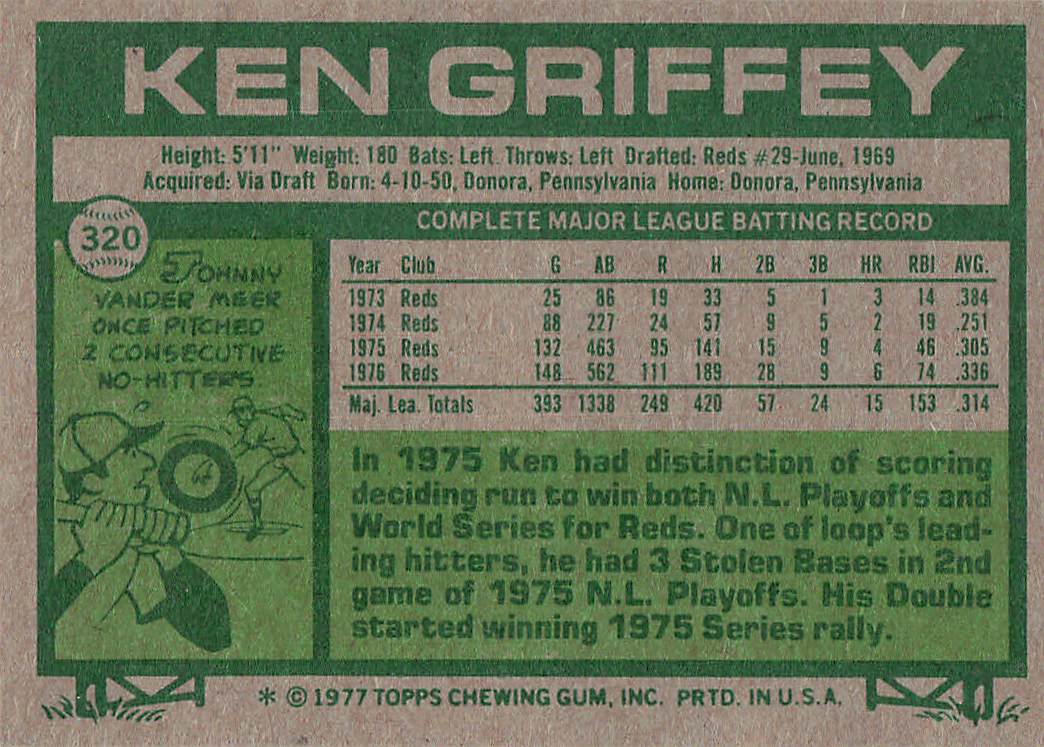 KEN GRIFFEY
Height: 5'11" Weight: 180 Bats: Left Throws: Left Drafted: Reds #29-June, 1969
Acquired: Via Draft Born: 4-10-50, Donora, Pennsylvania Home: Donora, Pennsylvania
320
JOHNNY
VANDER MEER
ONCE PITCHED
2 CONSECUTIVE
NO-HITTERS
COMPLETE MAJOR LEAGUE BATTING RECORD
Year Club G AB R H 2B 3B HR RBI AVG.
1973 Reds 25 86 19 33 5 1 3 14 .384
1974 Reds 88 227 24 57 9 5 2 19 .251
1975 Reds 132 463 95 141 15 9 4 46 .305
1976 Reds 148 562 111 189 28 9 6 74 .336
Maj. Lea. Totals 393 1338 249 420 57 24 15 153 .314
In 1975 Ken had distinction of scoring
deciding run to win both N.L. Playoffs and
World Series for Reds. One of loop's lead-
ing hitters, he had 3 Stolen Bases in 2nd
game of 1975 N.L. Playoffs. His Double
started winning 1975 Series rally.
* © 1977 TOPPS CHEWING GUM, INC. PRTD. IN U.S.A.